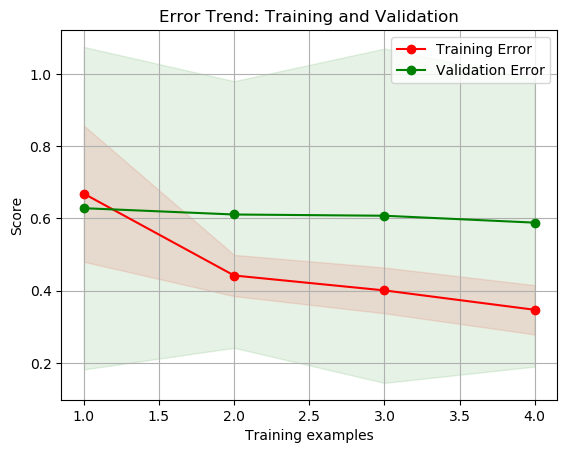 Error Trend: Training and Validation
Training Error
Validation Error
1.0
0.8
0.6
0.4
0.2
Score
1.0 1.5 2.0 2.5 3.0 3.5 4.0
Training examples